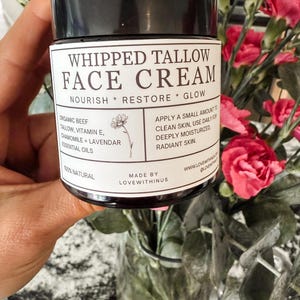 WHIPPED TALLOW
FACE CREAM
NOURISH * RESTORE * GLOW
ORGANIC BEEF
TALLOW, VITAMIN E,
CHAMOMILE + LAVENDAR
ESSENTIAL OILS
100% NATURAL
MADE BY
LOVEWITHINUS
APPLY A SMALL AMOUNT TO
CLEAN SKIN, USE DAILY FOR
DEEPLY MOISTURIZED,
RADIANT SKIN.